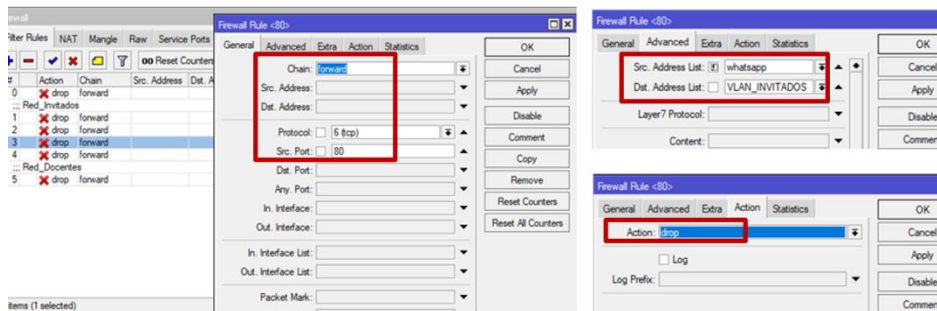 Filter Rules NAT Mangle Raw Service Ports
00 Reset Counters
# Action Chain Src. Address Dst. A
0 drop forward
::: Red_Invitados
1 drop forward
2 drop forward
3 drop forward
4 drop forward
::: Red_Docentes
5 drop forward
items (1 selected)
Firewall Rule <80>
General Advanced Extra Action Statistics
Chain: forward
Src. Address:
Dst. Address:
Protocol: 6 (tcp)
Src. Port: 80
Dst. Port:
Any. Port:
In. Interface:
Out. Interface:
In. Interface List:
Out. Interface List:
Packet Mark:
OK
Cancel
Apply
Disable
Comment
Copy
Remove
Reset Counters
Reset All Counters
Firewall Rule <80>
General Advanced Extra Action Statistics
Src. Address List: ! whatsapp
Dst. Address List: VLAN_INVITADOS
Layer7 Protocol:
Content:
OK
Cancel
Apply
Disable
Commen
Firewall Rule <80>
General Advanced Extra Action Statistics
Action: drop
Log
Log Prefix:
OK
Cancel
Apply
Disable
Commen